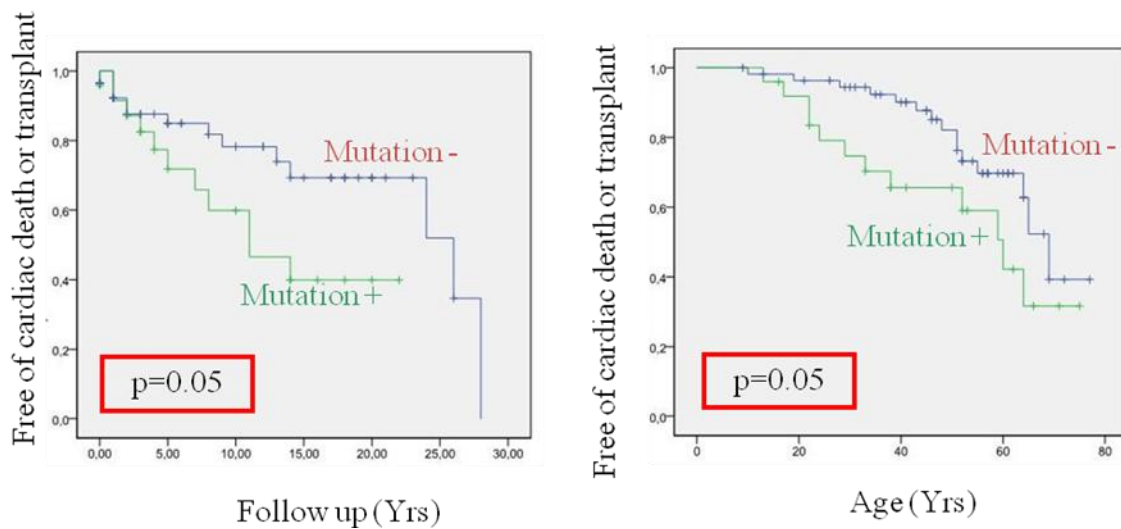 Free of cardiac death or transplant
1,0
0,8
0,6
0,4
0,2
0,0
Mutation -
Mutation +
p=0.05
0,00 5,00 10,00 15,00 20,00 25,00 30,00
Follow up (Yrs)
Free of cardiac death or transplant
1,0
0,8
0,6
0,4
0,2
0,0
Mutation -
Mutation +
p=0.05
0 20 40 60 80
Age (Yrs)